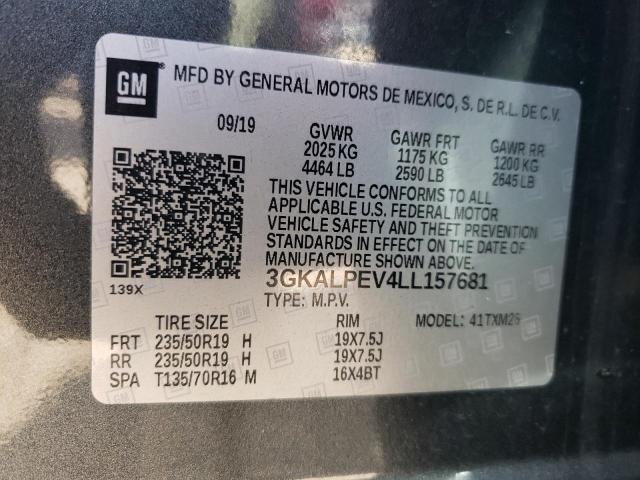 GM
MFD BY GENERAL MOTORS DE MEXICO, S. DE R.L. DE C.V.
09/19 GVWR GAWR FRT GAWR RR
2025 KG 1175 KG 1200 KG
4464 LB 2590 LB 2645 LB
THIS VEHICLE CONFORMS TO ALL
APPLICABLE U.S. FEDERAL MOTOR
VEHICLE SAFETY AND THEFT PREVENTION
STANDARDS IN EFFECT ON THE DATE OF
MANUFACTURE SHOWN ABOVE.
139X 3GKALPEV4LL157681
TYPE: M.P.V.
TIRE SIZE RIM MODEL: 41TXM26
FRT 235/50R19 H 19X7.5J
RR 235/50R19 H 19X7.5J
SPA T135/70R16 M 16X4BT